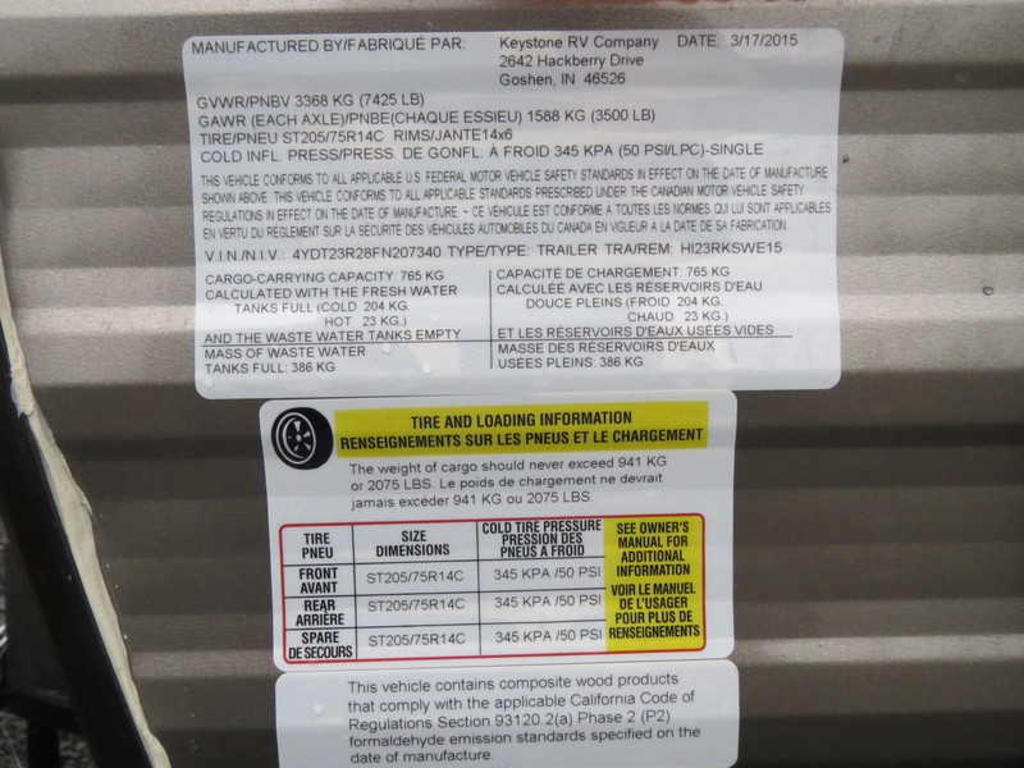 MANUFACTURED BY/FABRIQUÉ PAR: Keystone RV Company DATE 3/17/2015
2642 Hackberry Drive
Goshen, IN 46526
GVWR/PNBV 3368 KG (7425 LB)
GAWR (EACH AXLE)/PNBE(CHAQUE ESSIEU) 1588 KG (3500 LB)
TIRE/PNEU ST205/75R14C RIMS/JANTE14x6
COLD INFL. PRESS/PRESS. DE GONFL. À FROID 345 KPA (50 PSI/LPC)-SINGLE
THIS VEHICLE CONFORMS TO ALL APPLICABLE U.S. FEDERAL MOTOR VEHICLE SAFETY STANDARDS IN EFFECT ON THE DATE OF MANUFACTURE
SHOWN ABOVE. THIS VEHICLE CONFORMS TO ALL APPLICABLE STANDARDS PRESCRIBED UNDER THE CANADIAN MOTOR VEHICLE SAFETY
REGULATIONS IN EFFECT ON THE DATE OF MANUFACTURE - CE VEHICULE EST CONFORME A TOUTES LES NORMES QUI LUI SONT APPLICABLES
EN VERTU DU REGLEMENT SUR LA SECURITE DES VEHICULES AUTOMOBILES DU CANADA EN VIGUEUR A LA DATE DE SA FABRICATION
V.I.N./N.I.V.: 4YDT23R28FN207340 TYPE/TYPE: TRAILER TRA/REM: HI23RKSWE15
CARGO-CARRYING CAPACITY: 765 KG
CALCULATED WITH THE FRESH WATER
TANKS FULL (COLD 204 KG.
HOT 23 KG.)
AND THE WASTE WATER TANKS EMPTY
MASS OF WASTE WATER
TANKS FULL: 386 KG
CAPACITÉ DE CHARGEMENT: 765 KG
CALCULÉE AVEC LES RÉSERVOIRS D'EAU
DOUCE PLEINS (FROID 204 KG.
CHAUD 23 KG.)
ET LES RÉSERVOIRS D'EAUX USÉES VIDES
MASSE DES RÉSERVOIRS D'EAUX
USÉES PLEINS: 386 KG
TIRE AND LOADING INFORMATION
RENSEIGNEMENTS SUR LES PNEUS ET LE CHARGEMENT
The weight of cargo should never exceed 941 KG
or 2075 LBS. Le poids de chargement ne devrait
jamais exceder 941 KG ou 2075 LBS
TIRE
PNEU
SIZE
DIMENSIONS
COLD TIRE PRESSURE
PRESSION DES
PNEUS A FROID
FRONT
AVANT
ST205/75R14C
345 KPA /50 PSI
REAR
ARRIÈRE
ST205/75R14C
345 KPA /50 PSI
SPARE
DE SECOURS
ST205/75R14C
345 KPA /50 PSI
SEE OWNER'S
MANUAL FOR
ADDITIONAL
INFORMATION
VOIR LE MANUEL
DE L'USAGER
POUR PLUS DE
RENSEIGNEMENTS
This vehicle contains composite wood products
that comply with the applicable California Code of
Regulations Section 93120.2(a) Phase 2 (P2)
formaldehyde emission standards specified on the
date of manufacture.